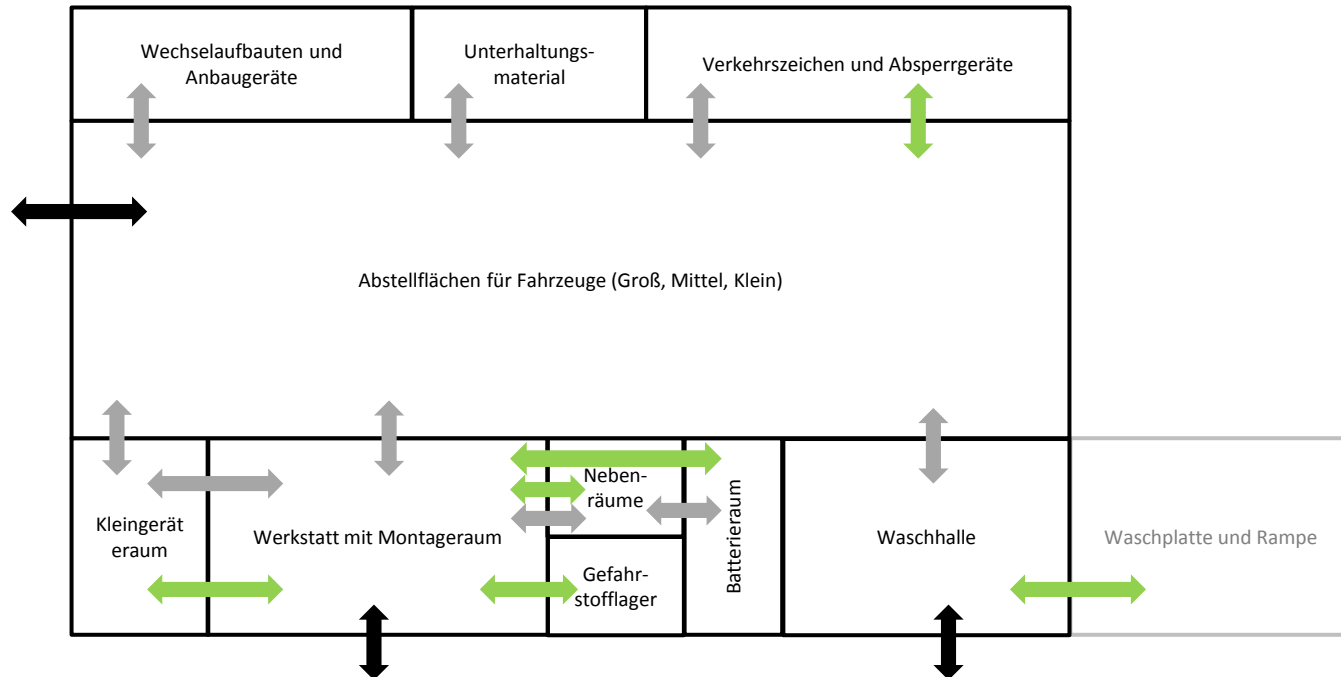 Wechselaufbauten und
Anbaugeräte
Unterhaltungs-
material
Verkehrszeichen und Absperrgeräte
Abstellflächen für Fahrzeuge (Groß, Mittel, Klein)
Kleingerät
eraum
Werkstatt mit Montageraum
Neben-
räume
Gefahr-
stofflager
Batterieraum
Waschhalle
Waschplatte und Rampe